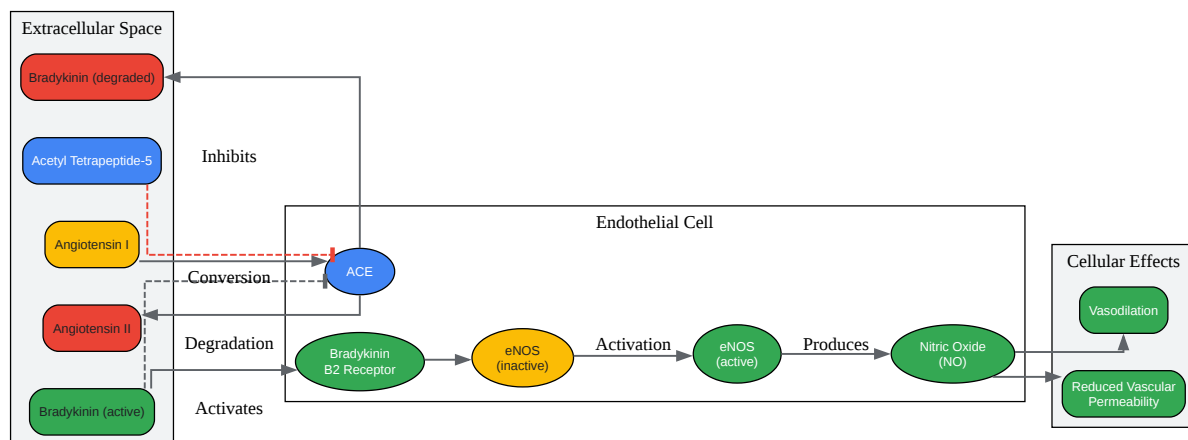 Extracellular Space
Bradykinin (degraded)
Acetyl Tetrapeptide-5
Inhibits
Angiotensin I
Conversion
Angiotensin II
Degradation
Bradykinin (active)
Activates
Endothelial Cell
ACE
Bradykinin
B2 Receptor
eNOS
(inactive)
Activation
eNOS
(active)
Produces
Nitric Oxide
(NO)
Cellular Effects
Vasodilation
Reduced Vascular
Permeability